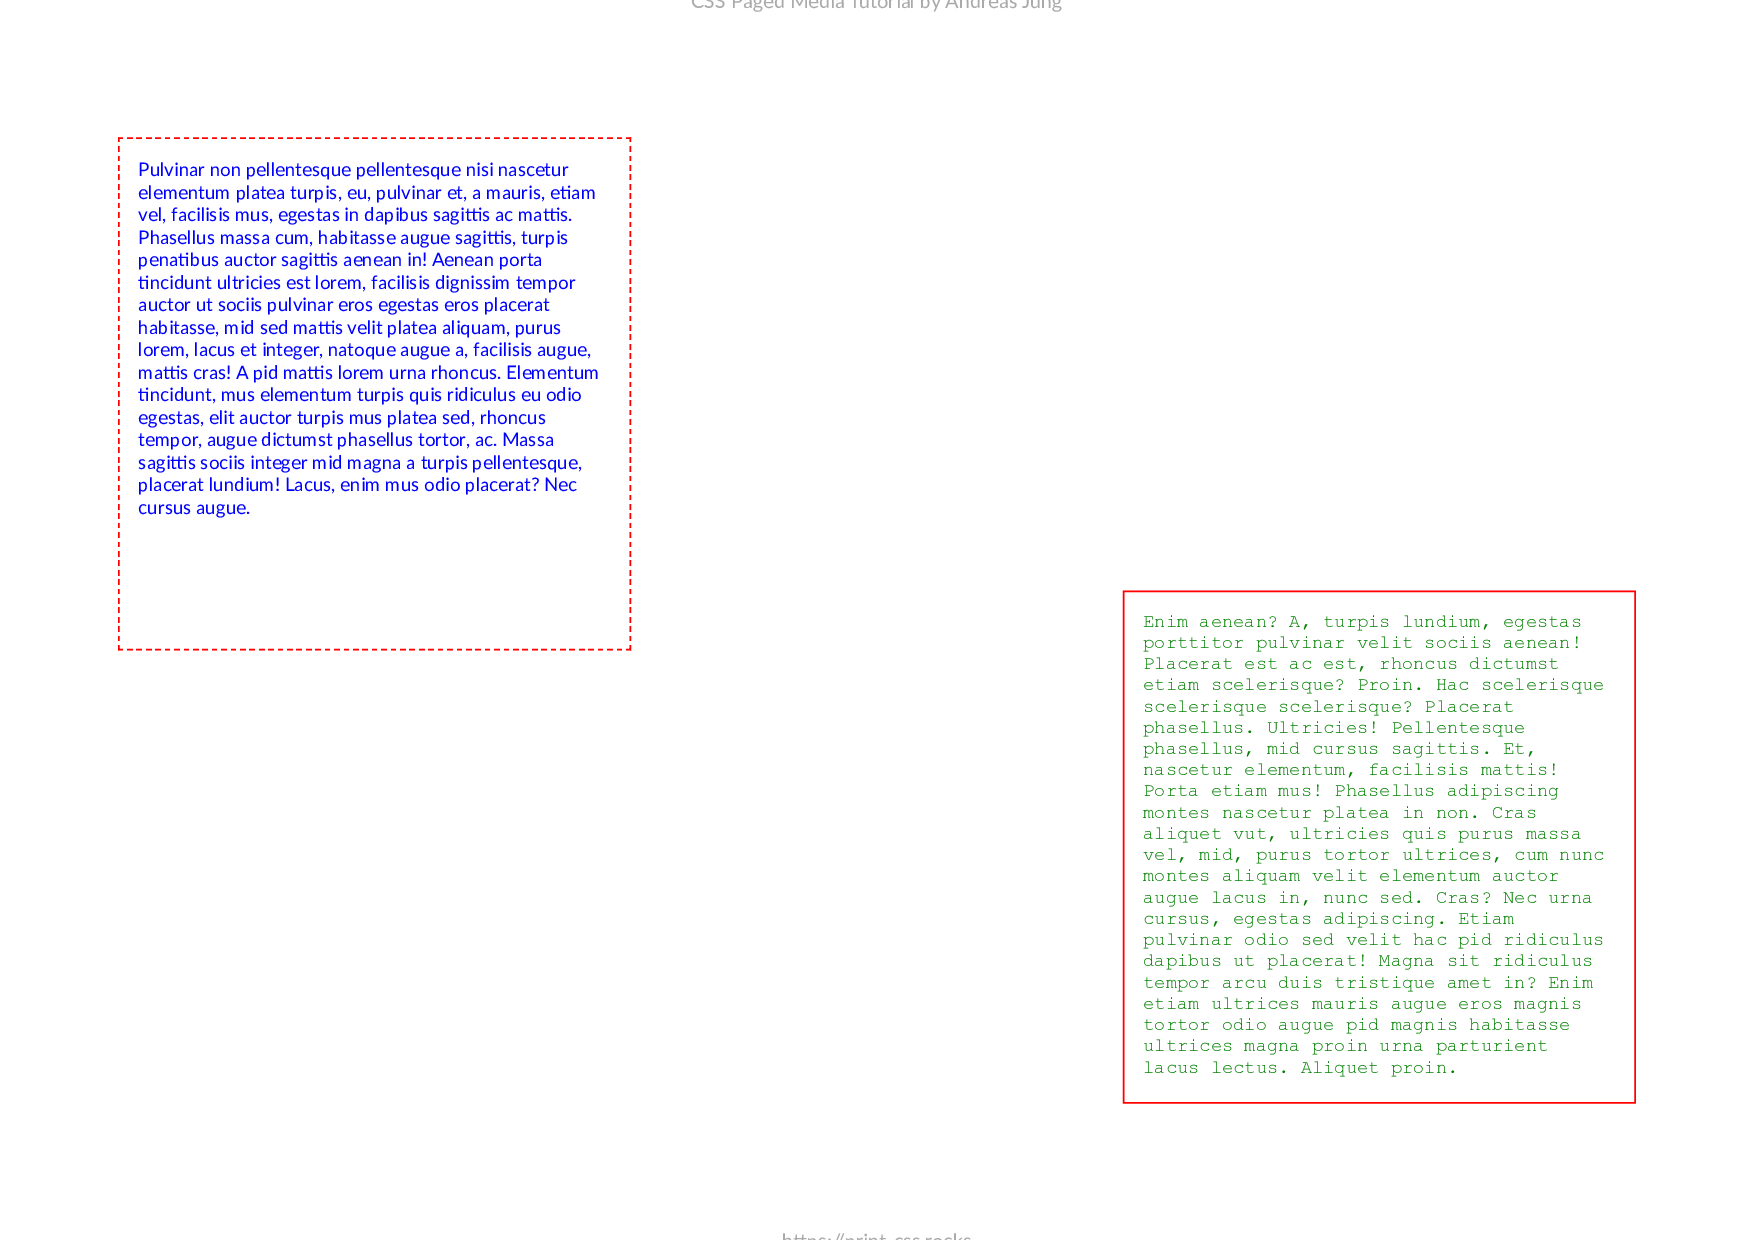 CSS Paged Media Tutorial by Andreas Jung
Pulvinar non pellentesque pellentesque nisi nascetur
elementum platea turpis, eu, pulvinar et, a mauris, etiam
vel, facilisis mus, egestas in dapibus sagittis ac mattis.
Phasellus massa cum, habitasse augue sagittis, turpis
penatibus auctor sagittis aenean in! Aenean porta
tincidunt ultricies est lorem, facilisis dignissim tempor
auctor ut sociis pulvinar eros egestas eros placerat
habitasse, mid sed mattis velit platea aliquam, purus
lorem, lacus et integer, natoque augue a, facilisis augue,
mattis cras! A pid mattis lorem urna rhoncus. Elementum
tincidunt, mus elementum turpis quis ridiculus eu odio
egestas, elit auctor turpis mus platea sed, rhoncus
tempor, augue dictumst phasellus tortor, ac. Massa
sagittis sociis integer mid magna a turpis pellentesque,
placerat lundium! Lacus, enim mus odio placerat? Nec
cursus augue.
Enim aenean? A, turpis lundium, egestas
porttitor pulvinar velit sociis aenean!
Placerat est ac est, rhoncus dictumst
etiam scelerisque? Proin. Hac scelerisque
scelerisque scelerisque? Placerat
phasellus. Ultricies! Pellentesque
phasellus, mid cursus sagittis. Et,
nascetur elementum, facilisis mattis!
Porta etiam mus! Phasellus adipiscing
montes nascetur platea in non. Cras
aliquet vut, ultricies quis purus massa
vel, mid, purus tortor ultrices, cum nunc
montes aliquam velit elementum auctor
augue lacus in, nunc sed. Cras? Nec urna
cursus, egestas adipiscing. Etiam
pulvinar odio sed velit hac pid ridiculus
dapibus ut placerat! Magna sit ridiculus
tempor arcu duis tristique amet in? Enim
etiam ultrices mauris augue eros magnis
tortor odio augue pid magnis habitasse
ultrices magna proin urna parturient
lacus lectus. Aliquet proin.
https://print-css.rocks